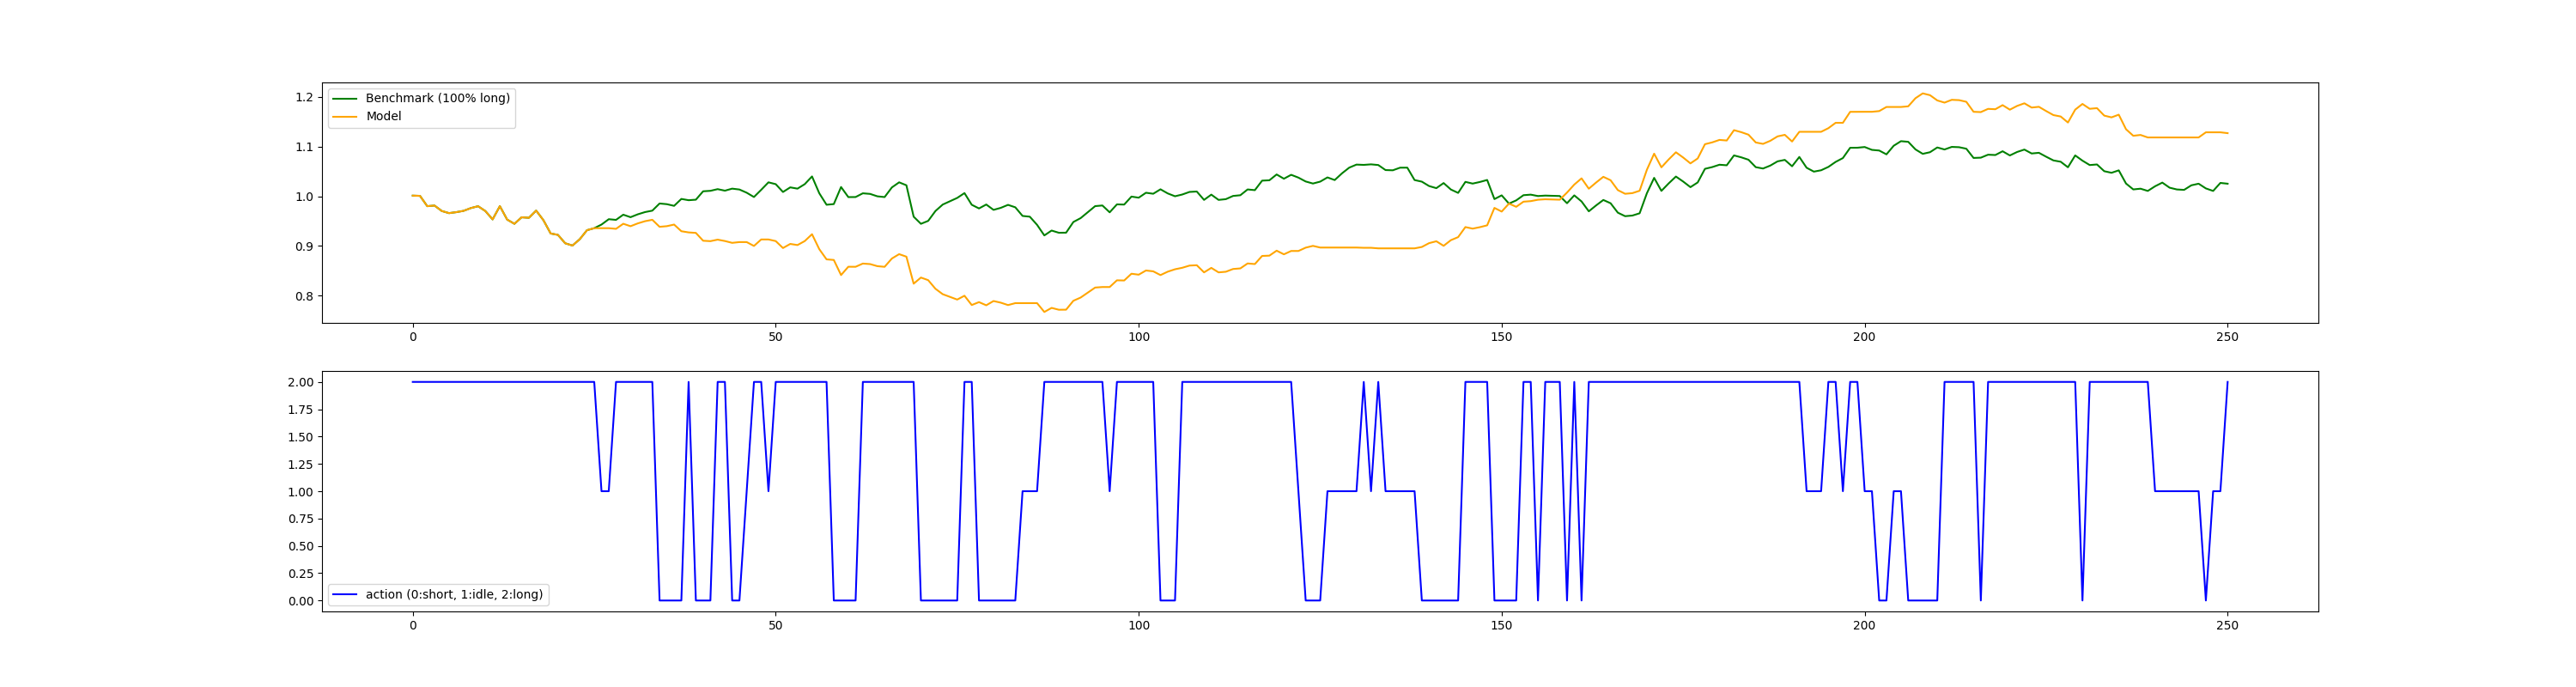 1.2
1.1
1.0
0.9
0.8
Benchmark (100% long)
Model
0 50 100 150 200 250
2.00
1.75
1.50
1.25
1.00
0.75
0.50
0.25
0.00
action (0:short, 1:idle, 2:long)
0 50 100 150 200 250